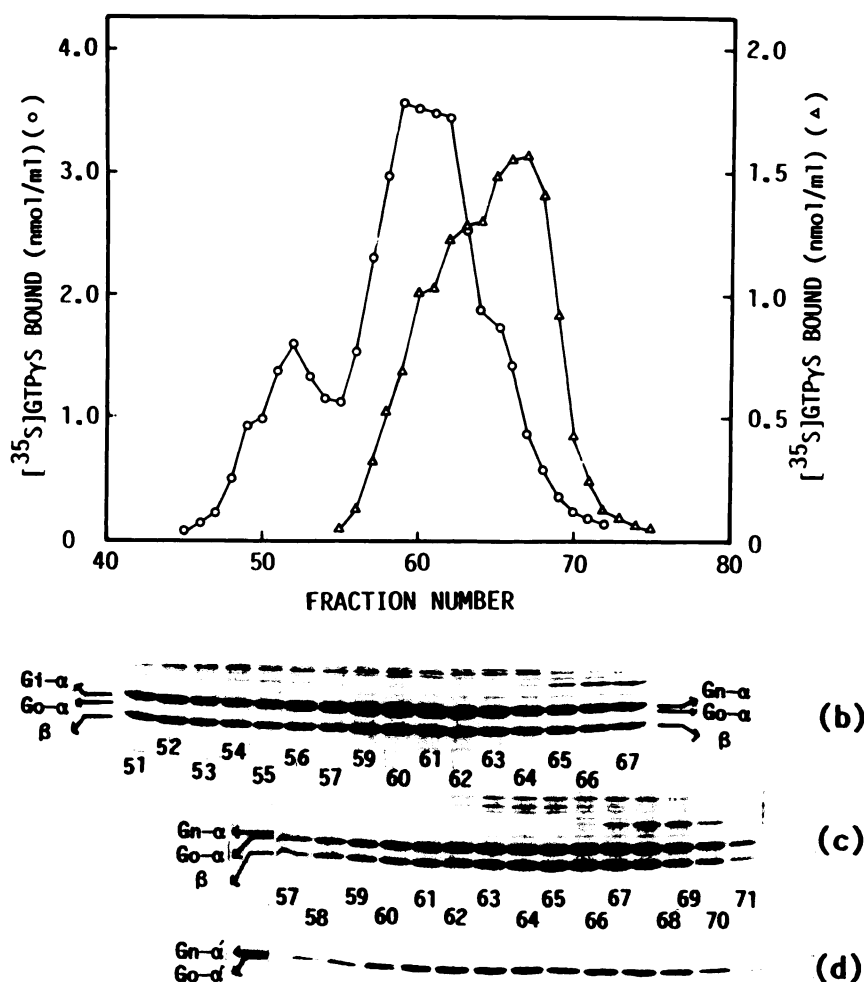 4.0
3.0
2.0
1.0
0
2.0
1.5
1.0
0.5
0
[35S]GTPγS BOUND (nmol/ml)(○)
[35S]GTPγS BOUND (nmol/ml) (△)
40 50 60 70 80
FRACTION NUMBER
Gi-α
Go-α
β
Gn-α
Go-α
β
(b)
51 52 53 54 55 56 57 59 60 61 62 63 64 65 66 67
Gn-α
Go-α
β
(c)
57 58 59 60 61 62 63 64 65 66 67 68 69 70 71
Gn-α'
Go-α'
(d)